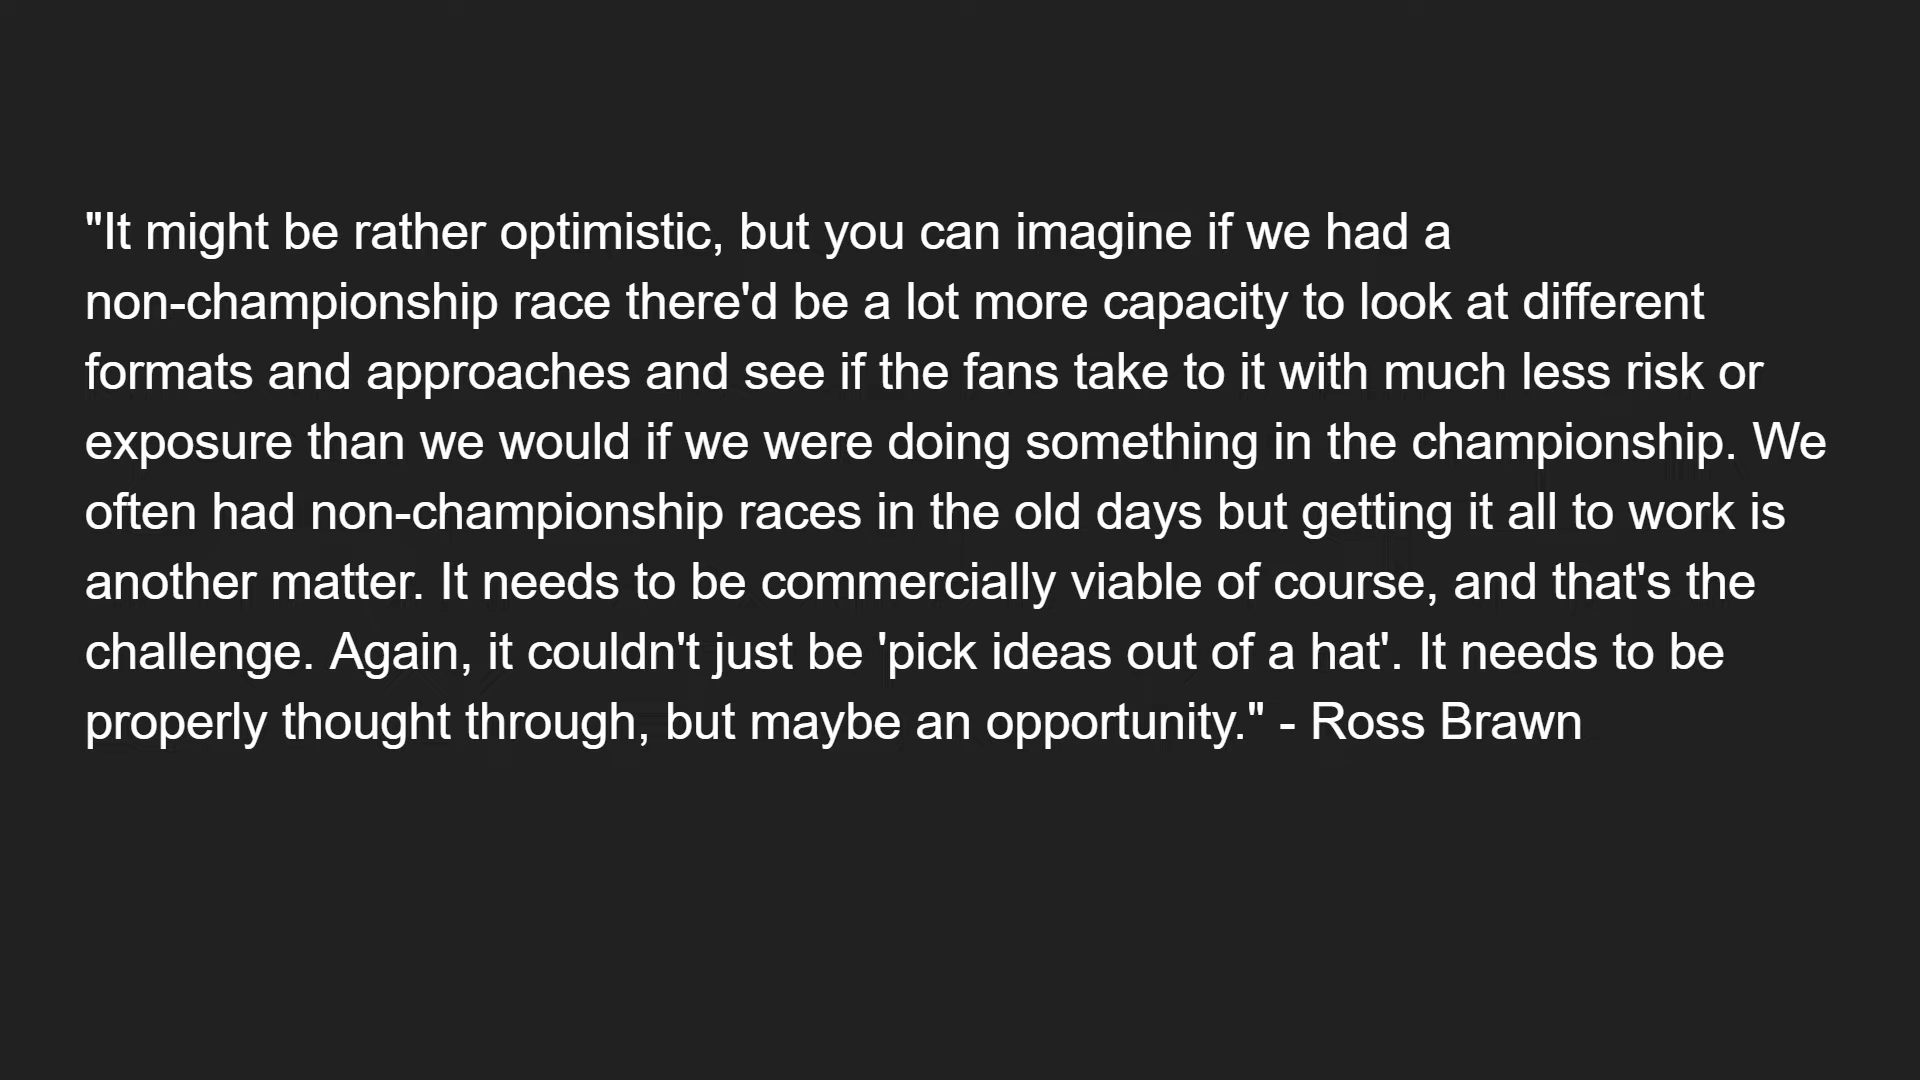 "It might be rather optimistic, but you can imagine if we had a
non-championship race there'd be a lot more capacity to look at different
formats and approaches and see if the fans take to it with much less risk or
exposure than we would if we were doing something in the championship. We
often had non-championship races in the old days but getting it all to work is
another matter. It needs to be commercially viable of course, and that's the
challenge. Again, it couldn't just be 'pick ideas out of a hat'. It needs to be
properly thought through, but maybe an opportunity." - Ross Brawn